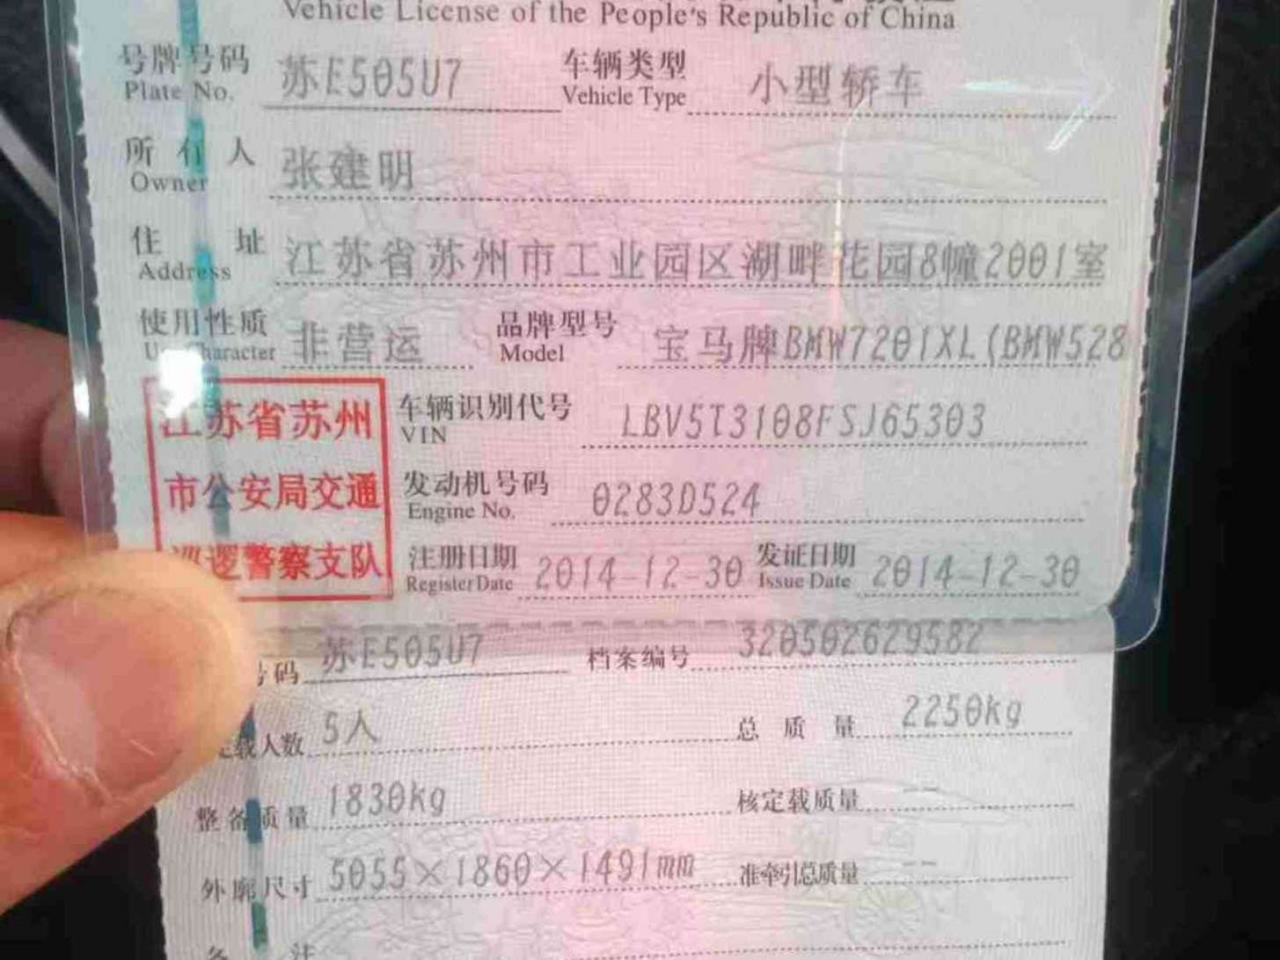 Vehicle License of the People's Republic of China
号牌号码 苏E505U7 车辆类型 小型轿车
Plate No. Vehicle Type
所有人 张建明
Owner
住址 江苏省苏州市工业园区湖畔花园8幢2001室
Address
使用性质 非营运 品牌型号 宝马牌BMW7201XL(BMW528
Use Character Model
江苏省苏州 车辆识别代号 LBV5T3108FSJ65303
VIN
市公安局交通 发动机号码 0283D524
Engine No.
巡逻警察支队 注册日期 2014-12-30 发证日期 2014-12-30
Register Date Issue Date
号码 苏E505U7 档案编号 320502629582
定载人数 5人 总质量 2250kg
整备质量 1830kg 核定载质量 --
外廓尺寸 5055×1860×1491mm 准牵引总质量 --
备注